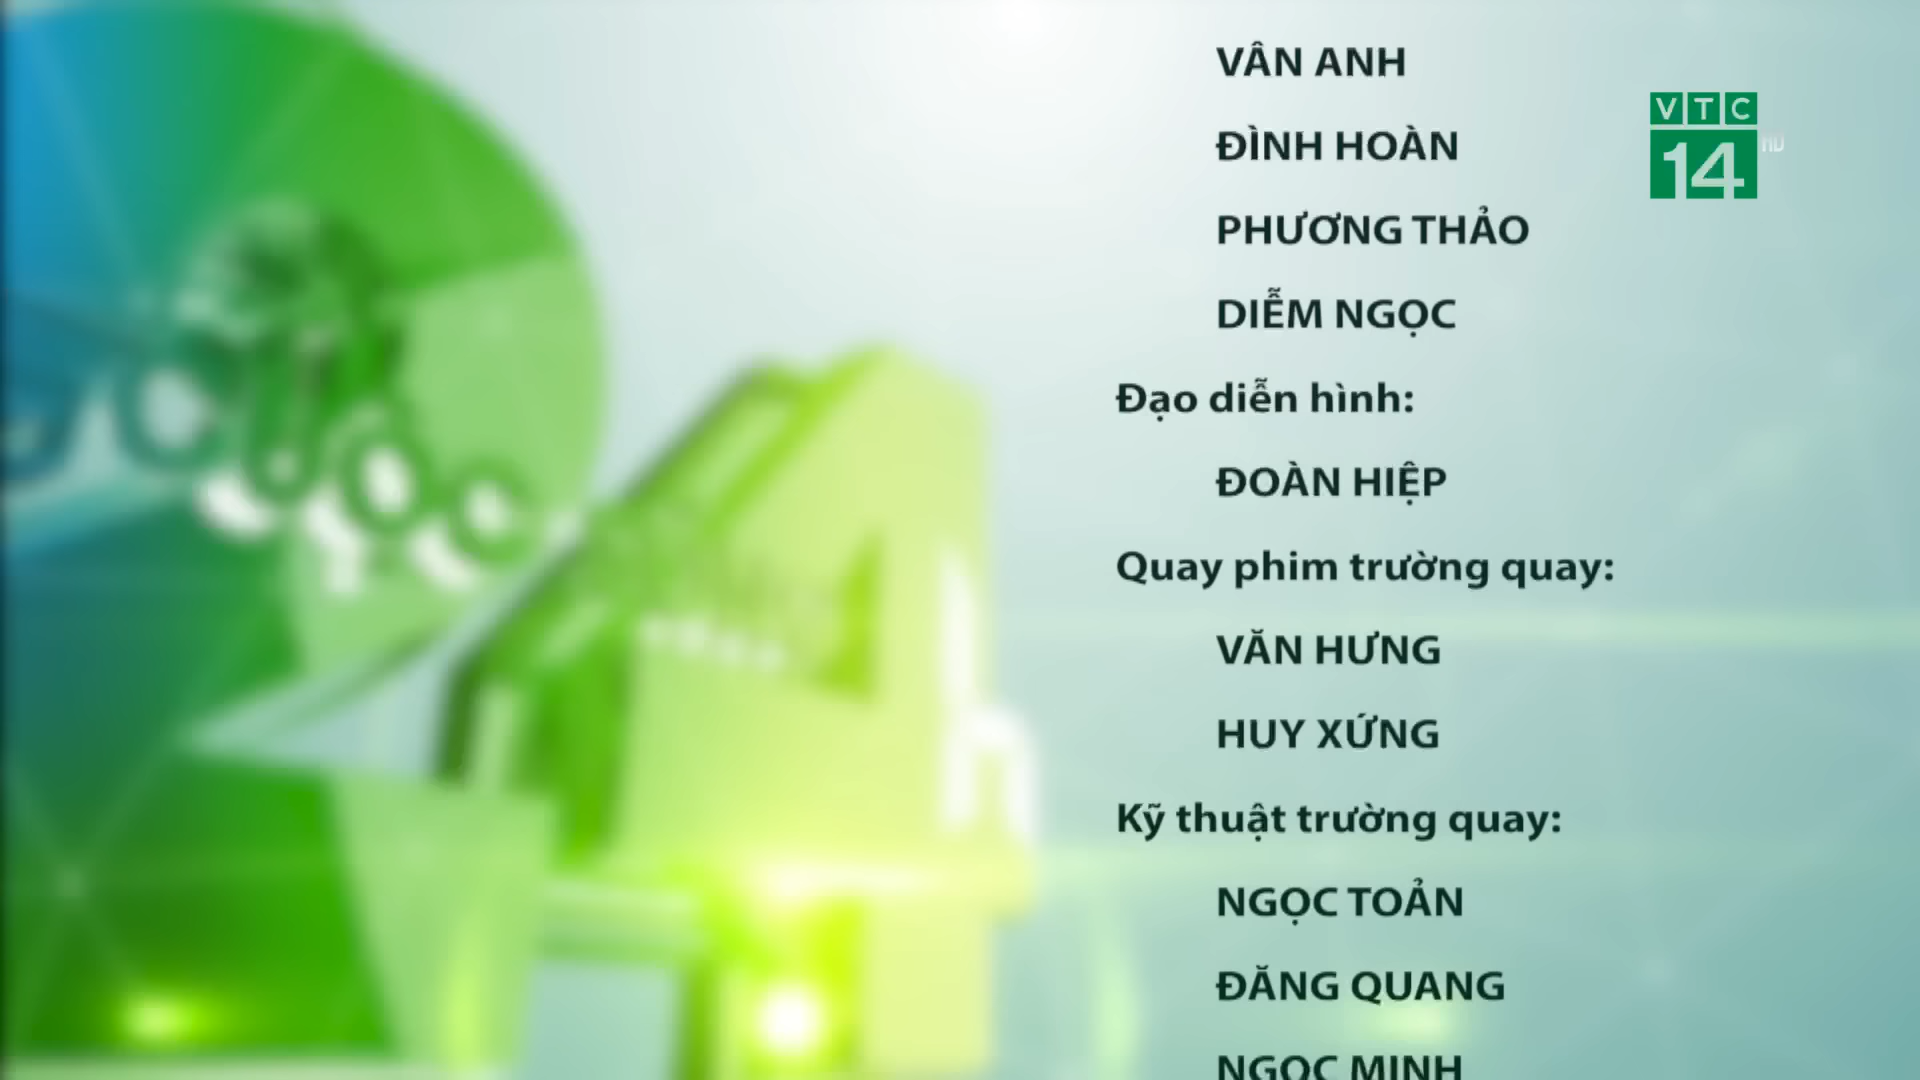 VÂN ANH
ĐÌNH HOÀN
PHƯƠNG THẢO
DIỄM NGỌC
Đạo diễn hình:
ĐOÀN HIỆP
Quay phim trường quay:
VĂN HƯNG
HUY XỨNG
Kỹ thuật trường quay:
NGỌC TOẢN
ĐĂNG QUANG
NGỌC MINH
VTC
14
HD